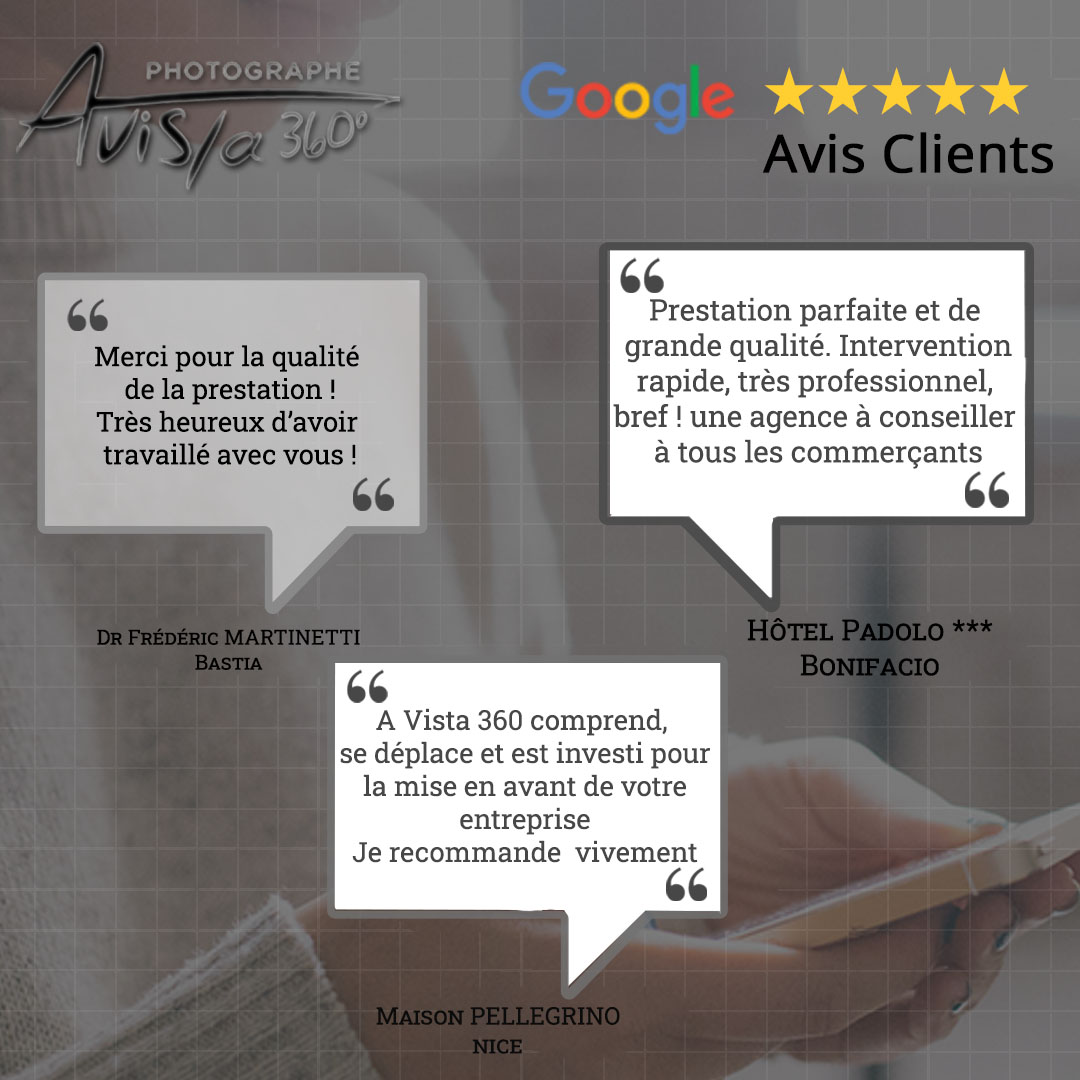 PHOTOGRAPHE
AVISTA 360°
Google
Avis Clients
“
Merci pour la qualité
de la prestation !
Très heureux d’avoir
travaillé avec vous !
“
Dr Frédéric MARTINETTI
Bastia
“
Prestation parfaite et de
grande qualité. Intervention
rapide, très professionnel,
bref ! une agence à conseiller
à tous les commerçants
“
Hôtel Padolo ***
Bonifacio
“
A Vista 360 comprend,
se déplace et est investi pour
la mise en avant de votre
entreprise
Je recommande vivement
“
Maison PELLEGRINO
NICE